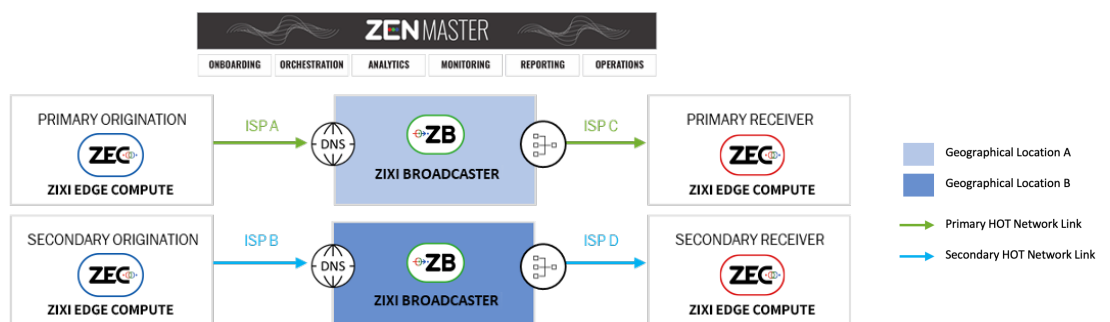 ZEN MASTER
ONBOARDING
ORCHESTRATION
ANALYTICS
MONITORING
REPORTING
OPERATIONS
PRIMARY ORIGINATION
ZEC
ZIXI EDGE COMPUTE
ISP A
DNS
ZB
ZIXI BROADCASTER
ISP C
PRIMARY RECEIVER
ZEC
ZIXI EDGE COMPUTE
SECONDARY ORIGINATION
ZEC
ZIXI EDGE COMPUTE
ISP B
DNS
ZB
ZIXI BROADCASTER
ISP D
SECONDARY RECEIVER
ZEC
ZIXI EDGE COMPUTE
Geographical Location A
Geographical Location B
Primary HOT Network Link
Secondary HOT Network Link